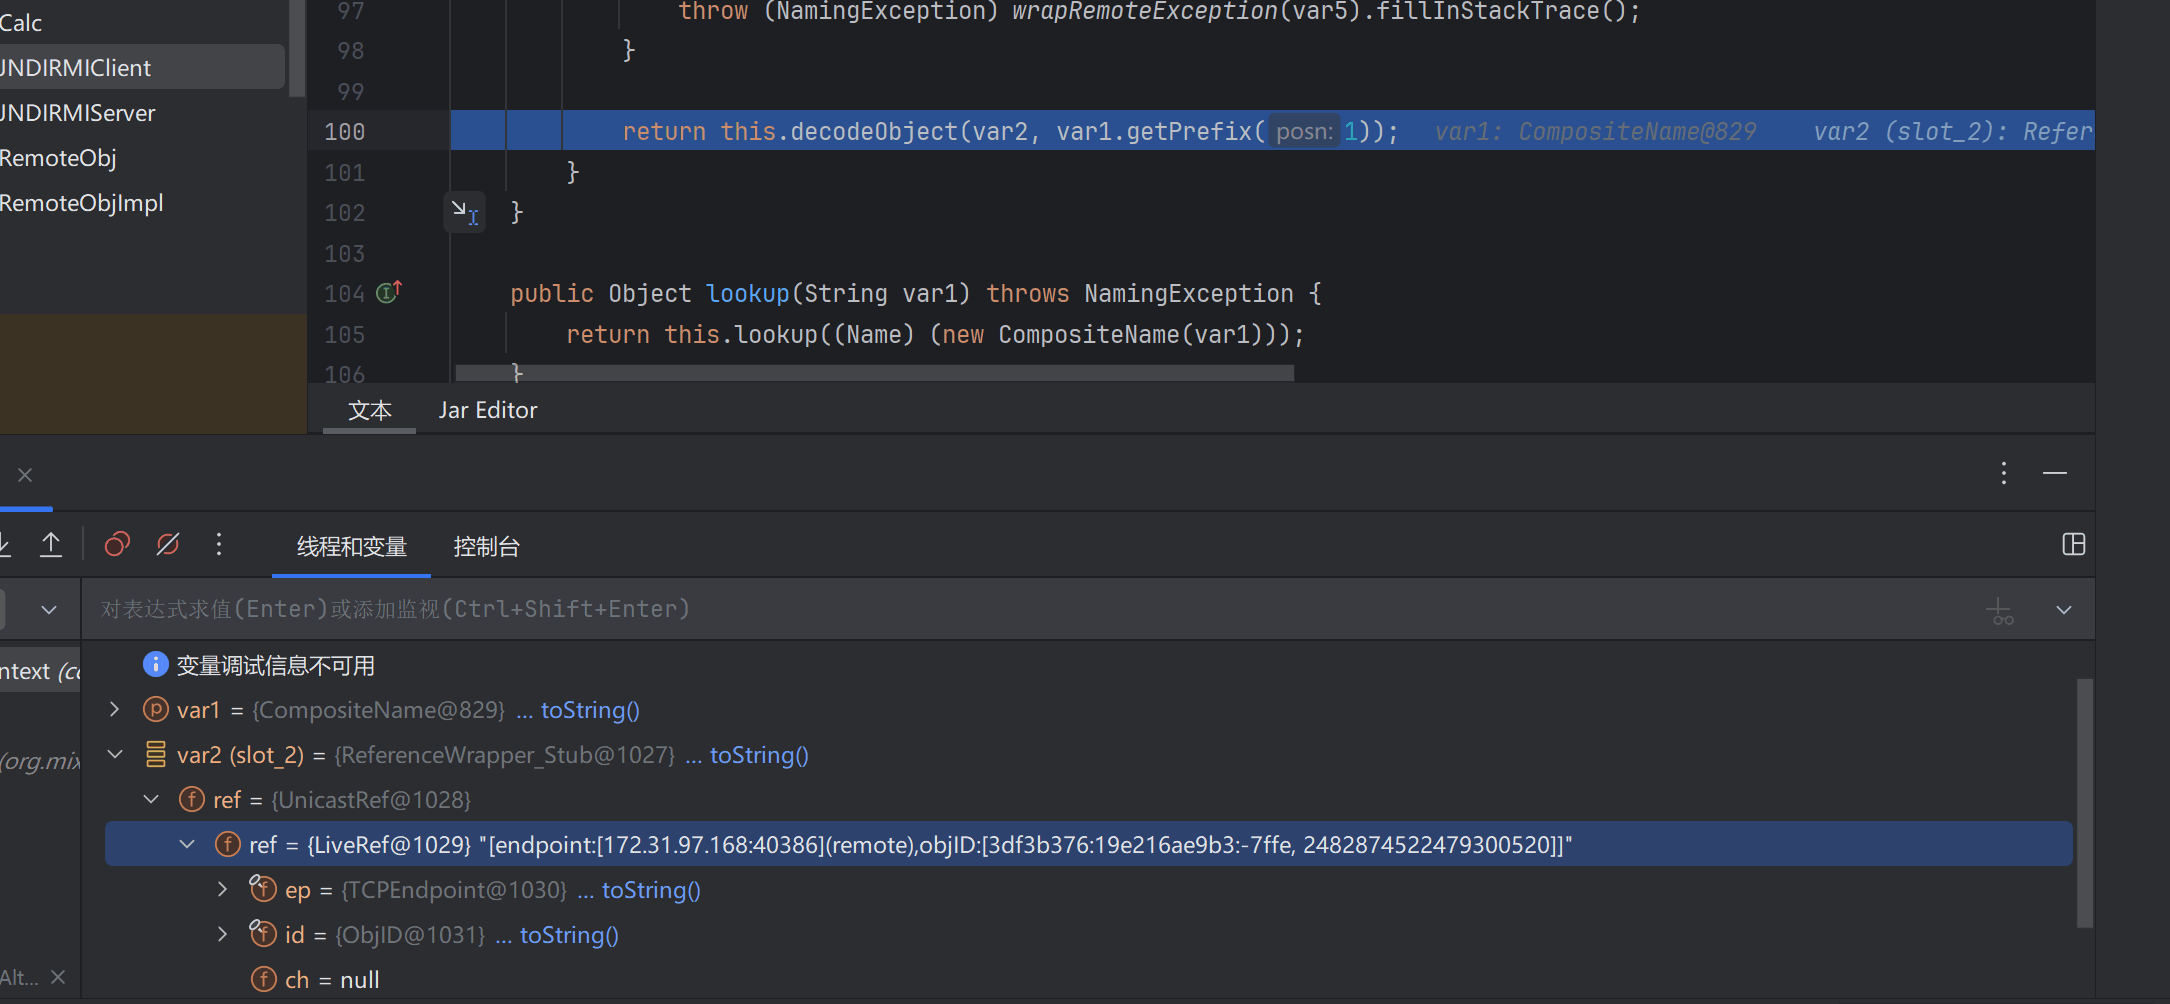 Calc
JNDIRMIClient
JNDIRMIServer
RemoteObj
RemoteObjImpl
97 throw (NamingException) wrapRemoteException(var5).fillInStackTrace();
98 }
99
100 return this.decodeObject(var2, var1.getPrefix( posn: 1)); var1: CompositeName@829 var2 (slot_2): Refer
101 }
102 }
103
104 public Object lookup(String var1) throws NamingException {
105 return this.lookup((Name) (new CompositeName(var1)));
106 }
文本 Jar Editor
线程和变量 控制台
对表达式求值(Enter)或添加监视(Ctrl+Shift+Enter)
变量调试信息不可用
ntext (co
(org.mix
var1 = {CompositeName@829} ... toString()
var2 (slot_2) = {ReferenceWrapper_Stub@1027} ... toString()
ref = {UnicastRef@1028}
ref = {LiveRef@1029} "[endpoint:[172.31.97.168:40386](remote),objID:[3df3b376:19e216ae9b3:-7ffe, 2482874522479300520]]"
ep = {TCPEndpoint@1030} ... toString()
id = {ObjID@1031} ... toString()
ch = null
Alt...